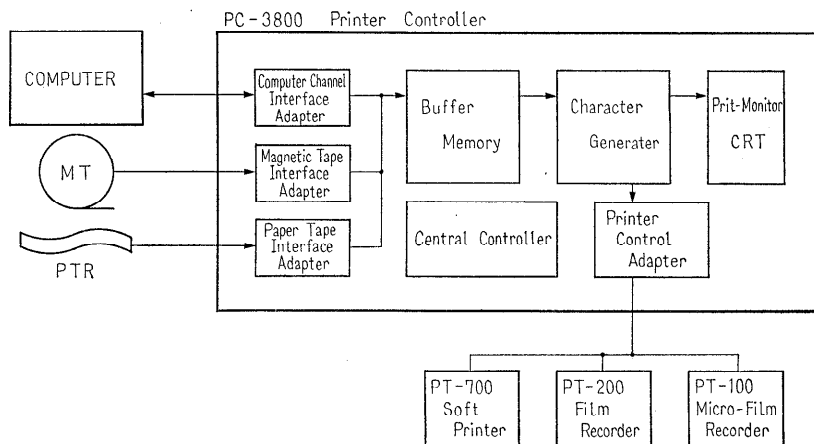 PC-3800 Printer Controller
COMPUTER
Computer Channel
Interface
Adapter
Buffer
Memory
Character
Generater
Prit-Monitor
CRT
MT
Magnetic Tape
Interface
Adapter
Paper Tape
Interface
Adapter
PTR
Central Controller
Printer
Control
Adapter
PT-700
Soft
Printer
PT-200
Film
Recorder
PT-100
Micro-Film
Recorder